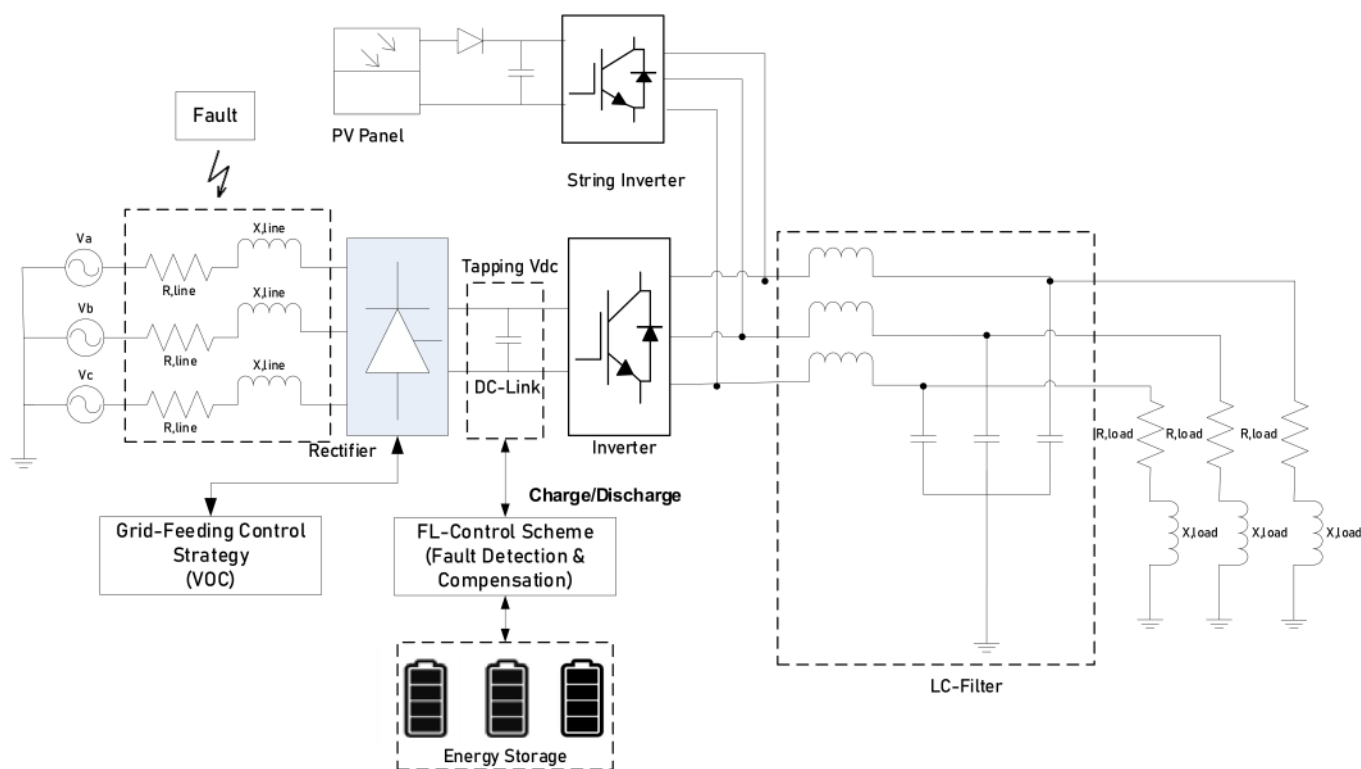 PV Panel
Fault
String Inverter
Va
X,line
R,line
Vb
X,line
R,line
Vc
X,line
R,line
Tapping Vdc
DC-Link
Rectifier
Inverter
R,load
R,load
R,load
X,load
X,load
X,load
Charge/Discharge
Grid-Feeding Control
Strategy
(VOC)
FL-Control Scheme
(Fault Detection &
Compensation)
LC-Filter
Energy Storage